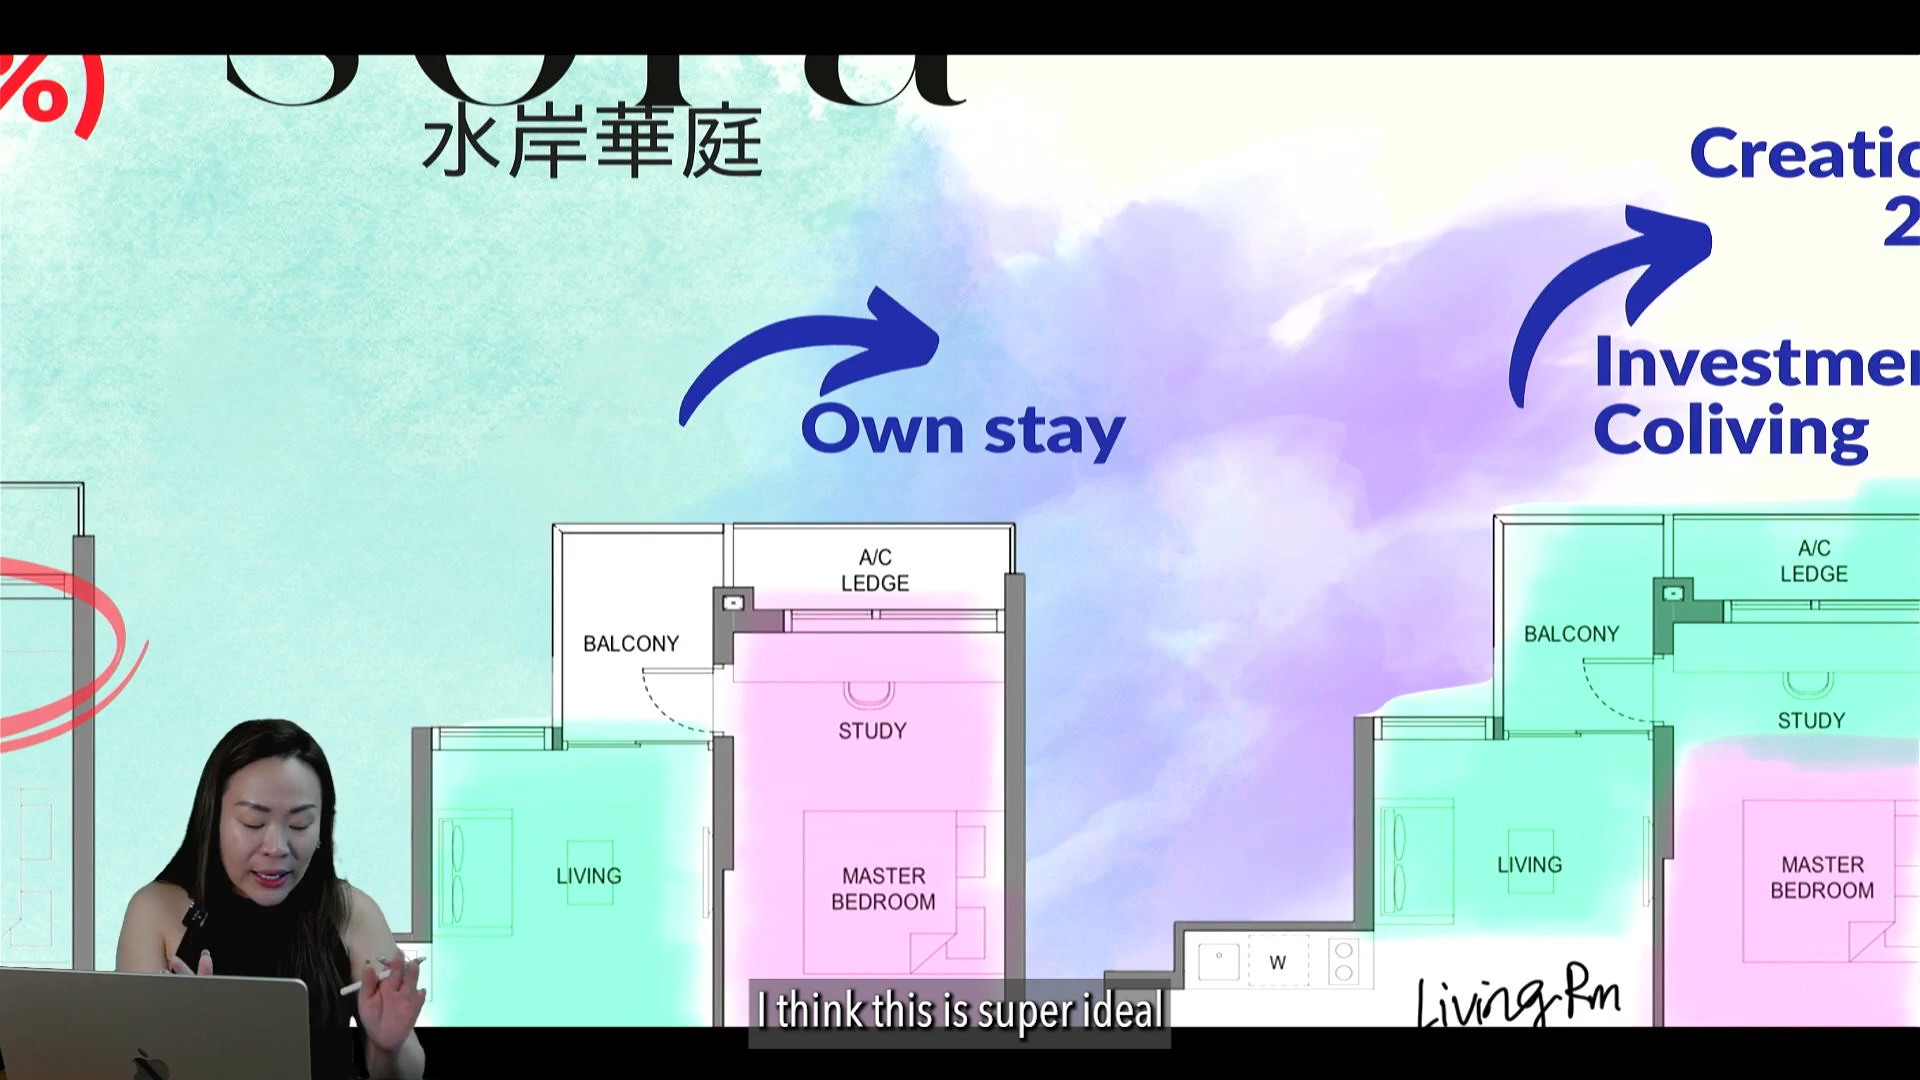 %)
水岸華庭
2
Own stay
Coliving
A/C
LEDGE
BALCONY
STUDY
LIVING
MASTER
BEDROOM
A/C
LEDGE
BALCONY
STUDY
LIVING
MASTER
BEDROOM
W
Living Rm
I think this is super ideal